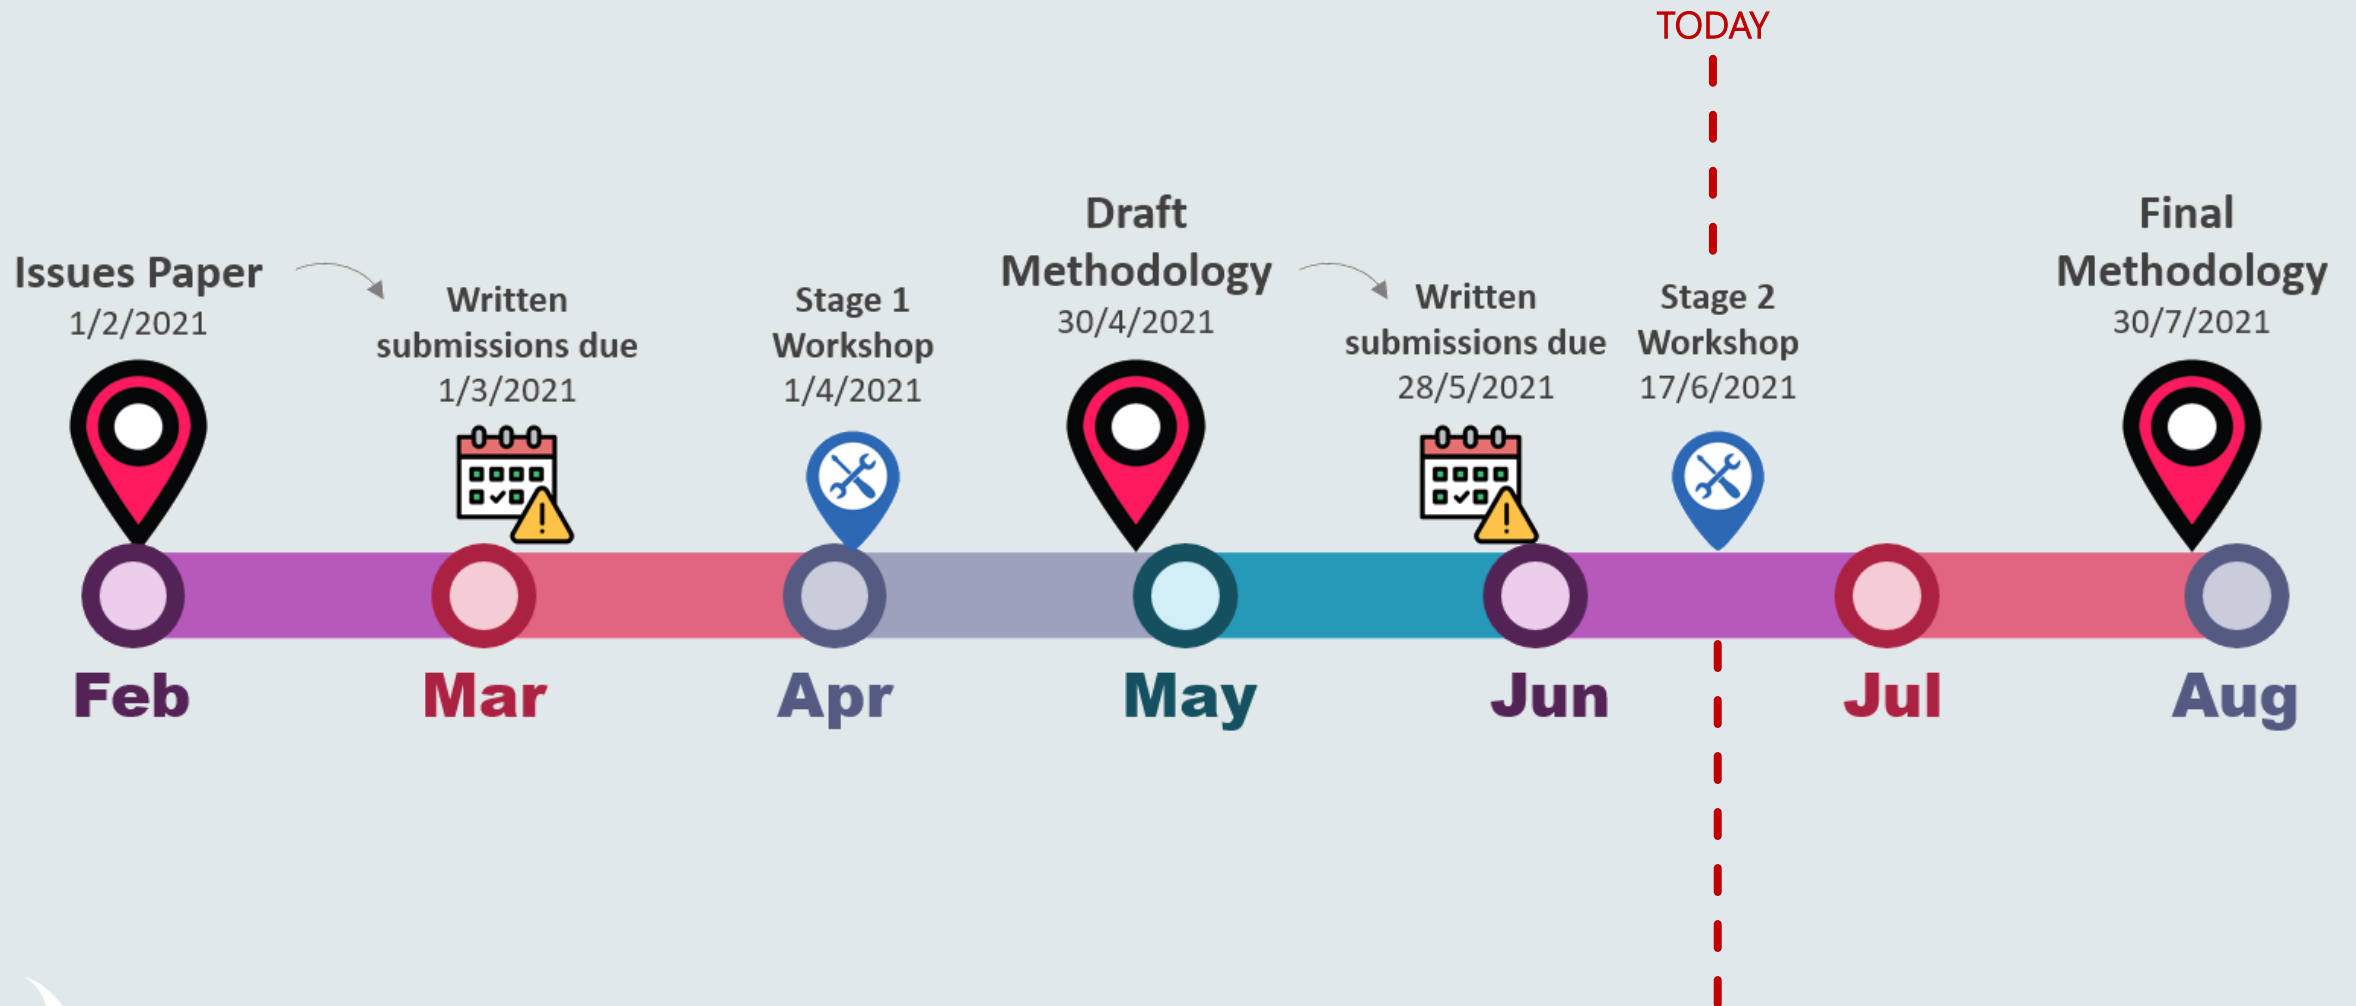 TODAY
Issues Paper
1/2/2021
Written
submissions due
1/3/2021
Stage 1
Workshop
1/4/2021
Draft
Methodology
30/4/2021
Written
submissions due
28/5/2021
Stage 2
Workshop
17/6/2021
Final
Methodology
30/7/2021
Feb
Mar
Apr
May
Jun
Jul
Aug